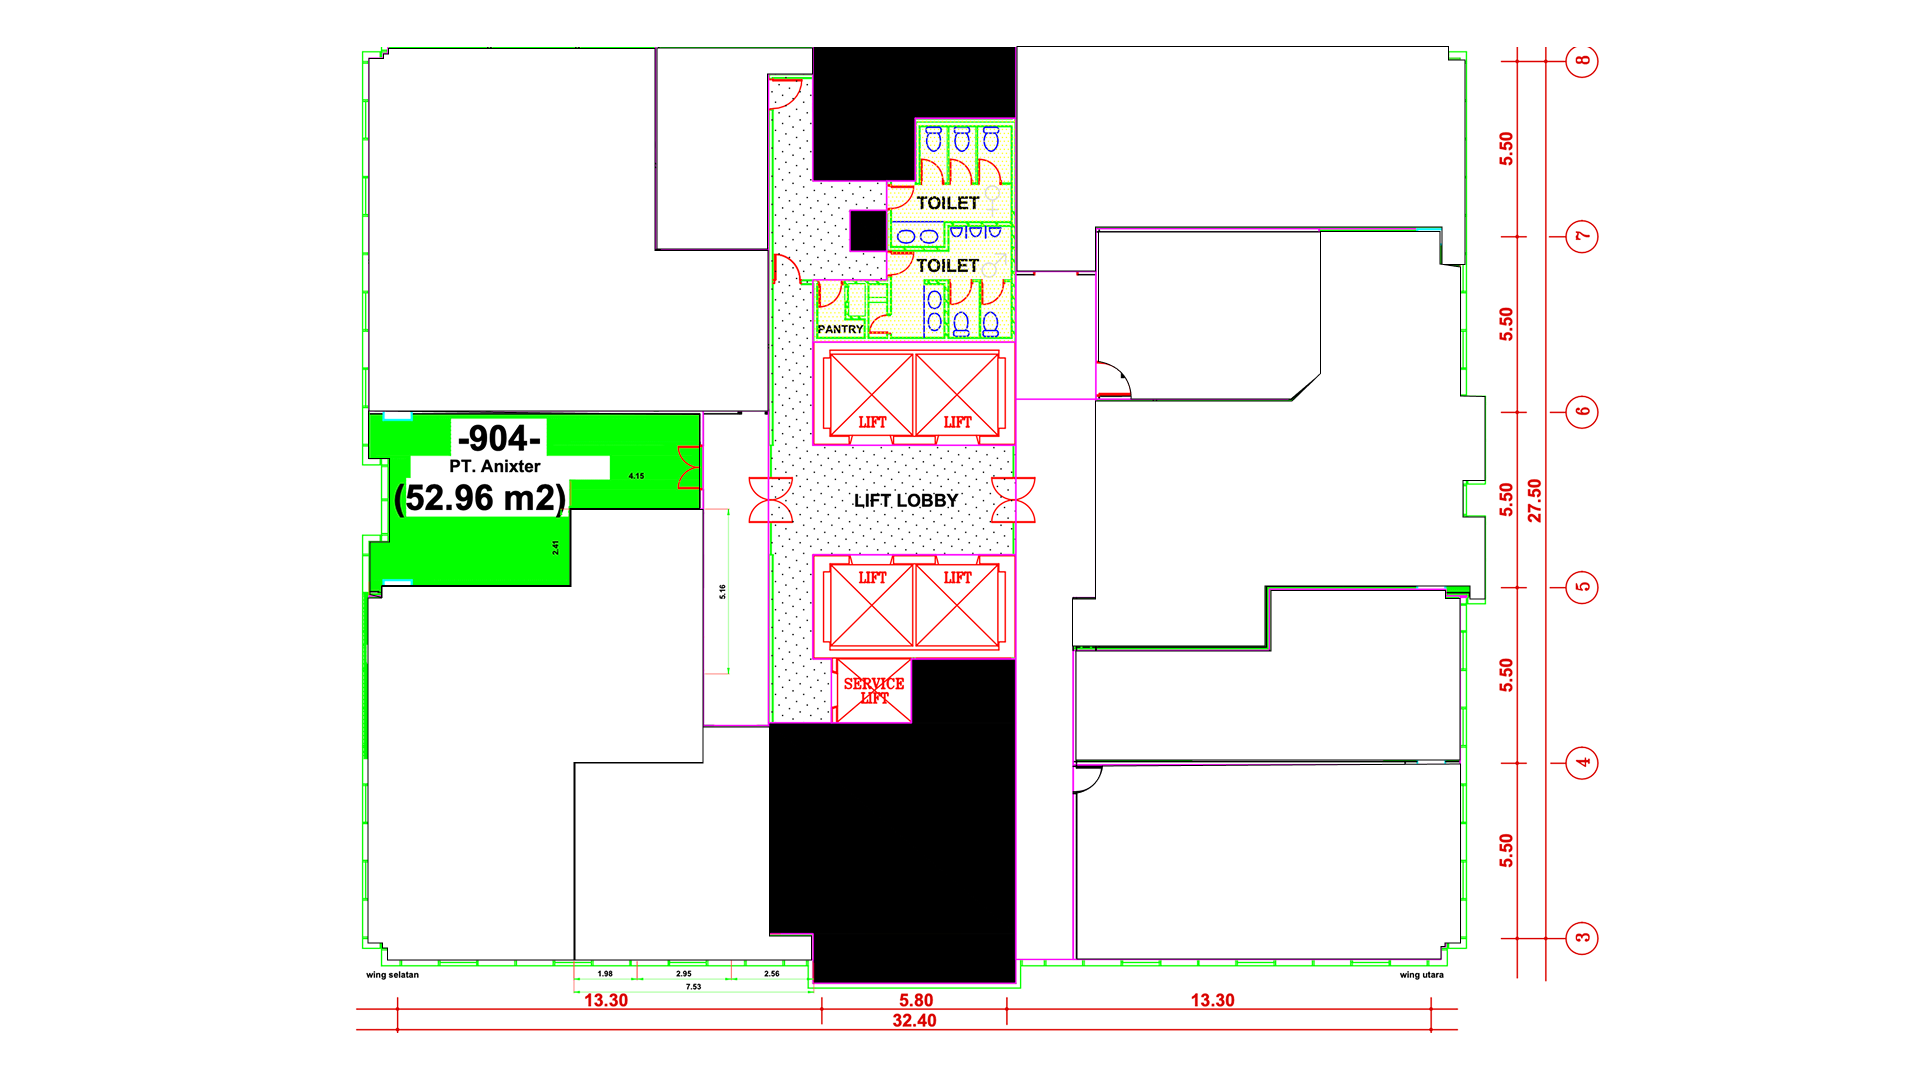 8
5.50
TOILET
7
TOILET
5.50
PANTRY
LIFT
LIFT
6
-904-
PT. Anixter
4.15
(52.96 m2)
LIFT LOBBY
5.50
27.50
2.41
LIFT
LIFT
5.16
5
SERVICE
LIFT
5.50
4
5.50
3
wing selatan
1.98
2.95
2.56
wing utara
7.53
13.30
5.80
13.30
32.40